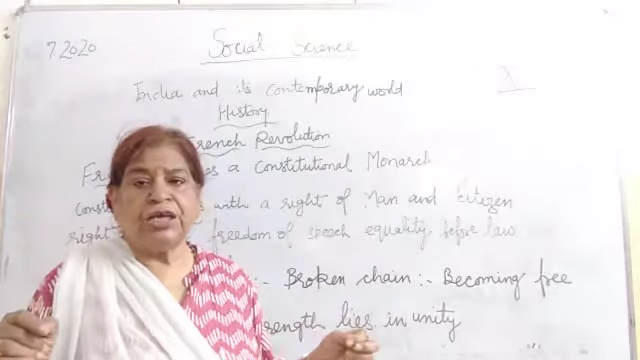 7.2020
Social Science
X
India and its contemporary world
History
French Revolution
a Constitutional Monarch
with a right of Man and citizen
right freedom of speech equality before law
:- Broken chain :- Becoming free
lies in unity